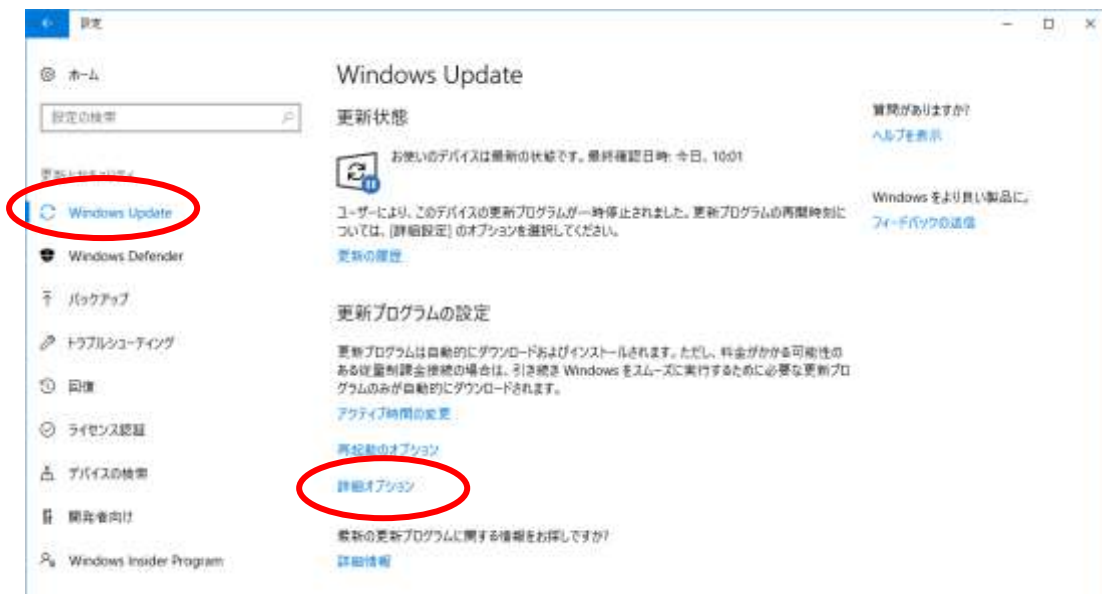 設定
ホーム
設定の検索
更新とセキュリティ
Windows Update
Windows Defender
バックアップ
トラブルシューティング
回復
ライセンス認証
デバイスの検索
開発者向け
Windows Insider Program
Windows Update
更新状態
お使いのデバイスは最新の状態です。最終確認日時: 今日、10:01
ユーザーにより、このデバイスの更新プログラムが一時停止されました。更新プログラムの再開時刻に
ついては、[詳細設定] のオプションを選択してください。
更新の履歴
更新プログラムの設定
更新プログラムは自動的にダウンロードおよびインストールされます。ただし、料金がかかる可能性の
ある従量制課金接続の場合は、引き続き Windows をスムーズに実行するために必要な更新プロ
グラムのみが自動的にダウンロードされます。
アクティブ時間の変更
再起動のオプション
詳細オプション
最新の更新プログラムに関する情報をお探しですか?
詳細情報
質問がありますか?
ヘルプを表示
Windows をより良い製品に。
フィードバックの送信